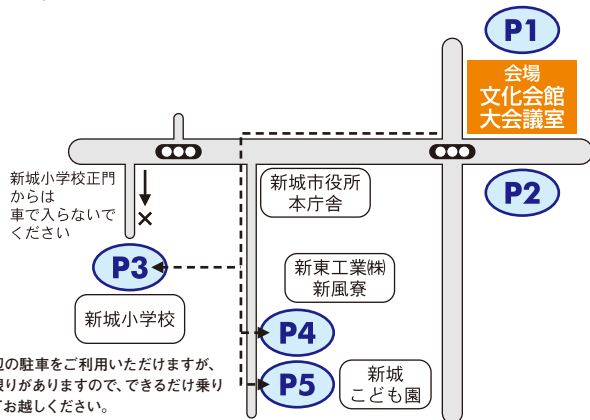 P1
会場
文化会館
大会議室
新城小学校正門
からは
車で入らないで
ください
新城市役所
本庁舎
P2
P3
新東工業㈱
新風寮
新城小学校
P4
P5
新城
こども園
の駐車をご利用いただけますが、
限りがありますので、できるだけ乗り
お越しください。